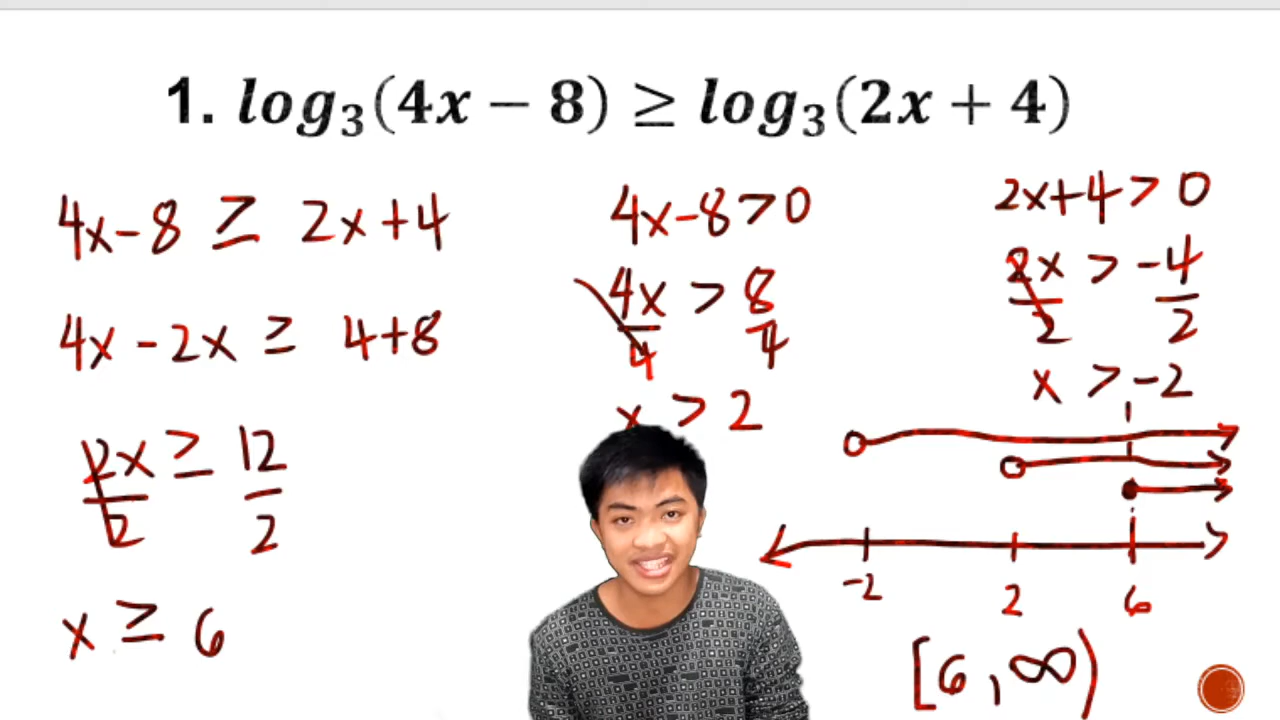 1. log₃(4x − 8) ≥ log₃(2x + 4)
4x-8 ≥ 2x+4
4x - 2x ≥ 4+8
2x ≥ 12
2 2
x ≥ 6
4x-8>0
4x > 8
4 4
x > 2
2x+4>0
2x > -4
2 2
x > -2
-2 2 6
[6, ∞)